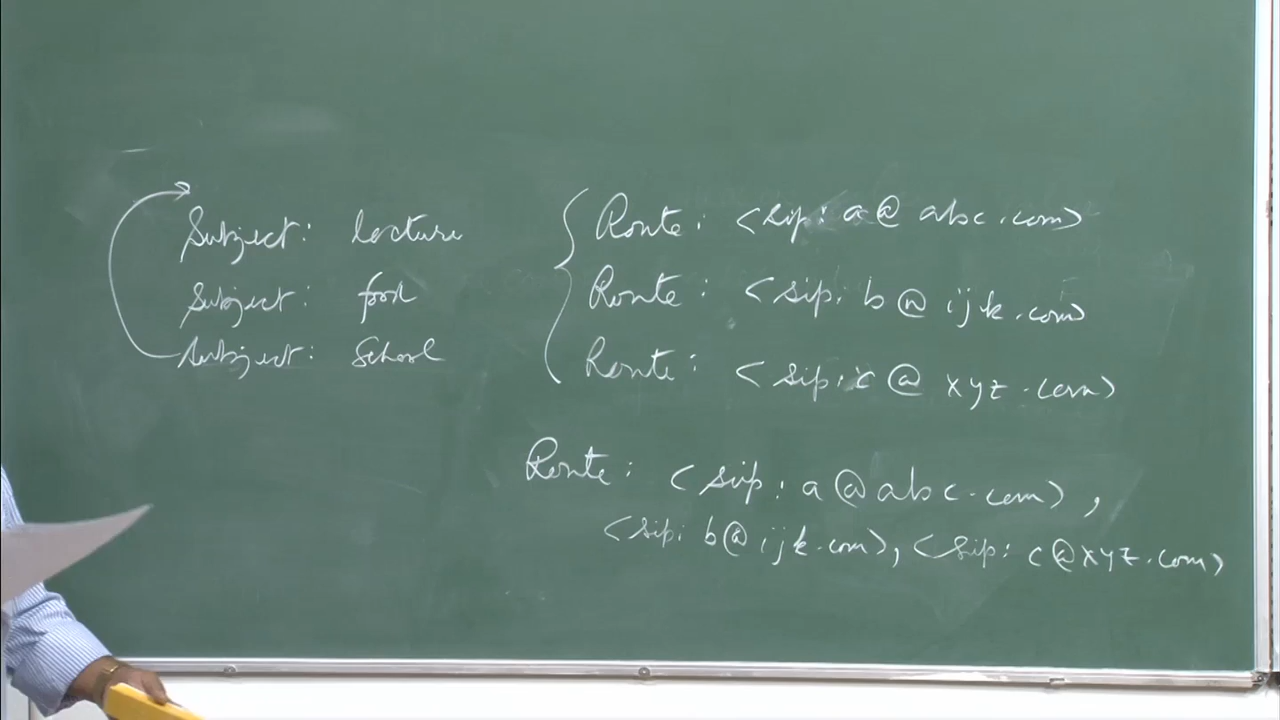 Subject: lecture
Subject: food
Subject: School
Route: <sip: a@abc.com>
Route: <sip: b@ijk.com>
Route: <sip: c@xyz.com>
Route: <sip: a@abc.com>,
<sip: b@ijk.com>, <sip: c@xyz.com>